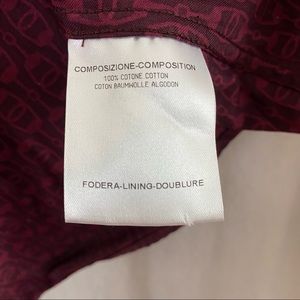 COMPOSIZIONE-COMPOSITION
100% COTONE COTTON
COTON BAUMWOLLE ALGODON
FODERA-LINING-DOUBLURE